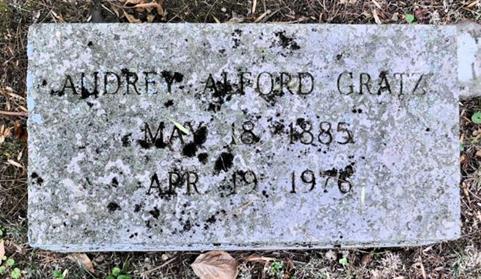 AUDREY ALFORD GRATZ
MAY 18 1885
APR 19 1976